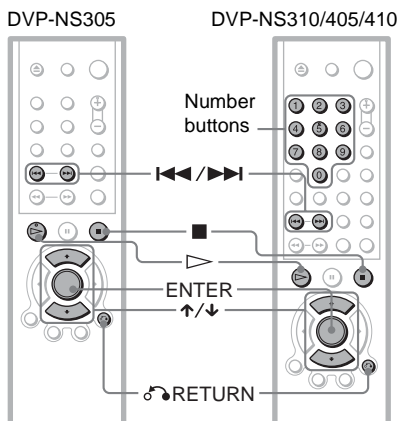 DVP-NS305
DVP-NS310/405/410
Number
buttons
1 2 3
4 5 6
7 8 9
0
⏮/⏭
■
▷
ENTER
↑/↓
RETURN